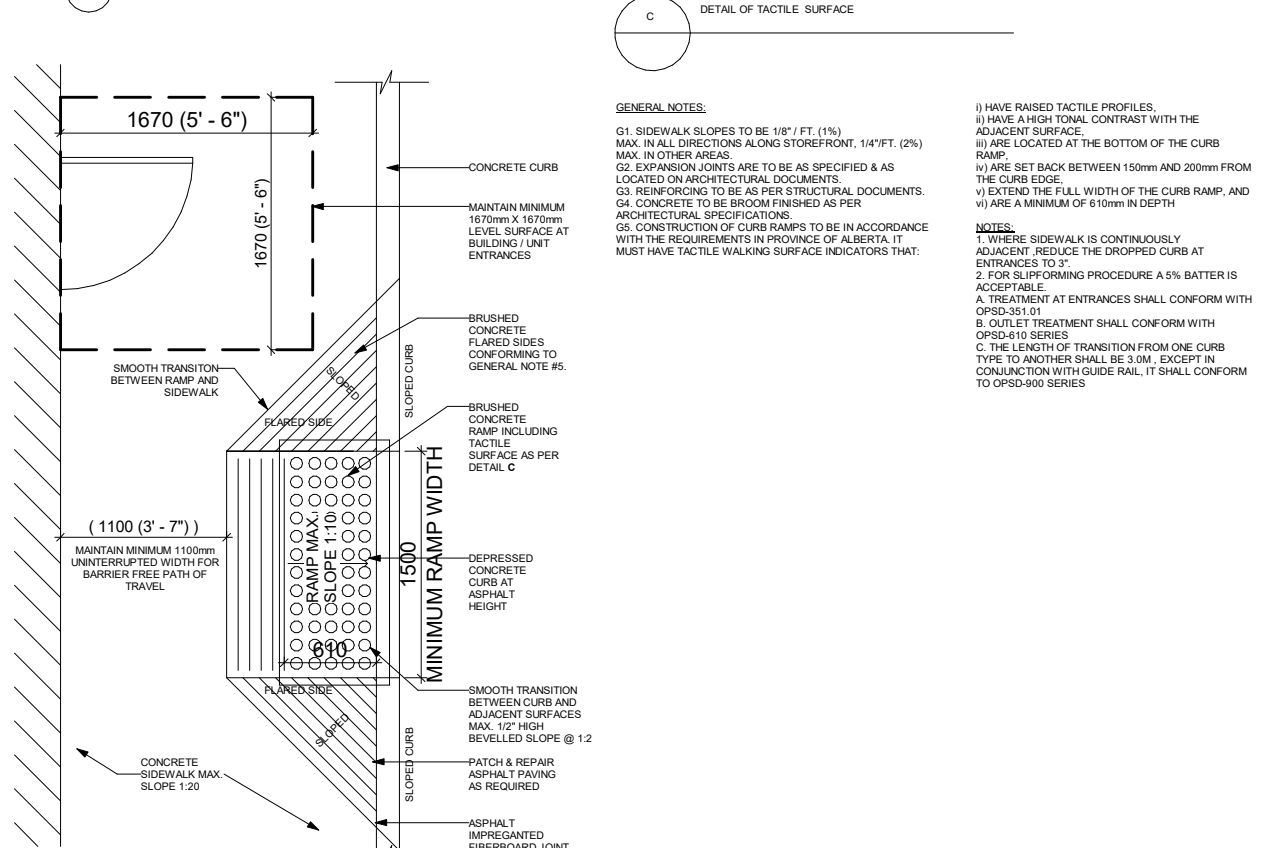 C
DETAIL OF TACTILE SURFACE
1670 (5' - 6")
1670 (5' - 6")
CONCRETE CURB
MAINTAIN MINIMUM
1670mm X 1670mm
LEVEL SURFACE AT
BUILDING / UNIT
ENTRANCES
BRUSHED
CONCRETE
FLARED SIDES
CONFORMING TO
GENERAL NOTE #5.
SMOOTH TRANSITON
BETWEEN RAMP AND
SIDEWALK
SLOPED
FLARED SIDE
SLOPED CURB
BRUSHED
CONCRETE
RAMP INCLUDING
TACTILE
SURFACE AS PER
DETAIL C
( 1100 (3' - 7") )
MAINTAIN MINIMUM 1100mm
UNINTERRUPTED WIDTH FOR
BARRIER FREE PATH OF
TRAVEL
RAMP MAX.
SLOPE 1:10
1500
MINIMUM RAMP WIDTH
DEPRESSED
CONCRETE
CURB AT
ASPHALT
HEIGHT
610
FLARED SIDE
SLOPED
SLOPED CURB
SMOOTH TRANSITION
BETWEEN CURB AND
ADJACENT SURFACES
MAX. 1/2" HIGH
BEVELLED SLOPE @ 1:2
CONCRETE
SIDEWALK MAX.
SLOPE 1:20
PATCH & REPAIR
ASPHALT PAVING
AS REQUIRED
ASPHALT
IMPREGANTED
FIBERBOARD JOINT
GENERAL NOTES:
G1. SIDEWALK SLOPES TO BE 1/8" / FT. (1%)
MAX. IN ALL DIRECTIONS ALONG STOREFRONT, 1/4"/FT. (2%)
MAX. IN OTHER AREAS.
G2. EXPANSION JOINTS ARE TO BE AS SPECIFIED & AS
LOCATED ON ARCHITECTURAL DOCUMENTS.
G3. REINFORCING TO BE AS PER STRUCTURAL DOCUMENTS.
G4. CONCRETE TO BE BROOM FINISHED AS PER
ARCHITECTURAL SPECIFICATIONS.
G5. CONSTRUCTION OF CURB RAMPS TO BE IN ACCORDANCE
WITH THE REQUIREMENTS IN PROVINCE OF ALBERTA. IT
MUST HAVE TACTILE WALKING SURFACE INDICATORS THAT:
i) HAVE RAISED TACTILE PROFILES,
ii) HAVE A HIGH TONAL CONTRAST WITH THE
ADJACENT SURFACE,
iii) ARE LOCATED AT THE BOTTOM OF THE CURB
RAMP,
iv) ARE SET BACK BETWEEN 150mm AND 200mm FROM
THE CURB EDGE,
v) EXTEND THE FULL WIDTH OF THE CURB RAMP, AND
vi) ARE A MINIMUM OF 610mm IN DEPTH
NOTES:
1. WHERE SIDEWALK IS CONTINUOUSLY
ADJACENT ,REDUCE THE DROPPED CURB AT
ENTRANCES TO 3".
2. FOR SLIPFORMING PROCEDURE A 5% BATTER IS
ACCEPTABLE.
A. TREATMENT AT ENTRANCES SHALL CONFORM WITH
OPSD-351.01
B. OUTLET TREATMENT SHALL CONFORM WITH
OPSD-610 SERIES
C. THE LENGTH OF TRANSITION FROM ONE CURB
TYPE TO ANOTHER SHALL BE 3.0M , EXCEPT IN
CONJUNCTION WITH GUIDE RAIL, IT SHALL CONFORM
TO OPSD-900 SERIES